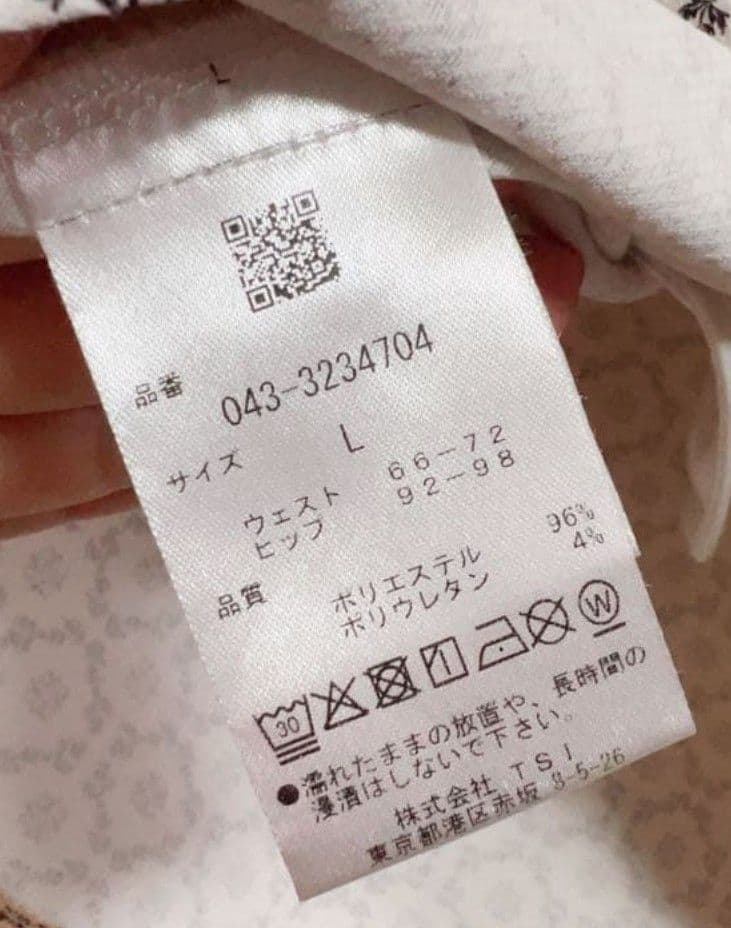 L
品番 043-3234704
サイズ L
ウェスト 66-72
ヒップ 92-98
品質 ポリエステル 96%
ポリウレタン 4%
30 W
●濡れたままの放置や、長時間の
浸漬はしないで下さい。
株式会社 TSI
東京都港区赤坂 8-5-26